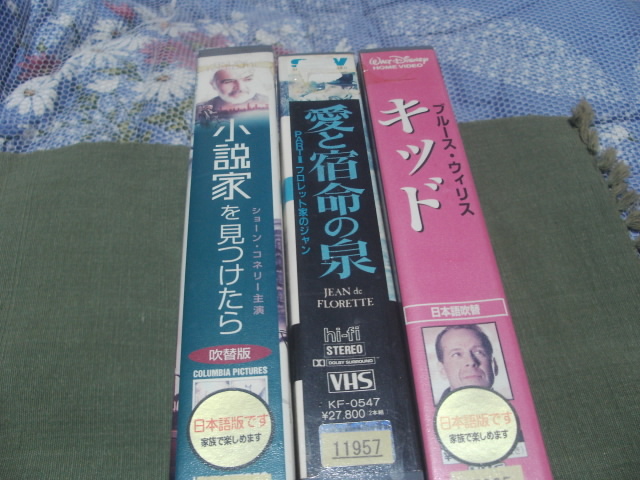 小説家を見つけたら
ショーン・コネリー主演
吹替版
COLUMBIA PICTURES
日本語版です
家族で楽しめます
愛と宿命の泉
PART I フロレット家のジャン
JEAN de
FLORETTE
hi-fi
STEREO
DOLBY SURROUND
VHS
KF-0547
¥27,800 2本組
11957
WALT DISNEY
HOME VIDEO
ブルース・ウィリス
キッド
日本語吹替
日本語版です
家族で楽しめます